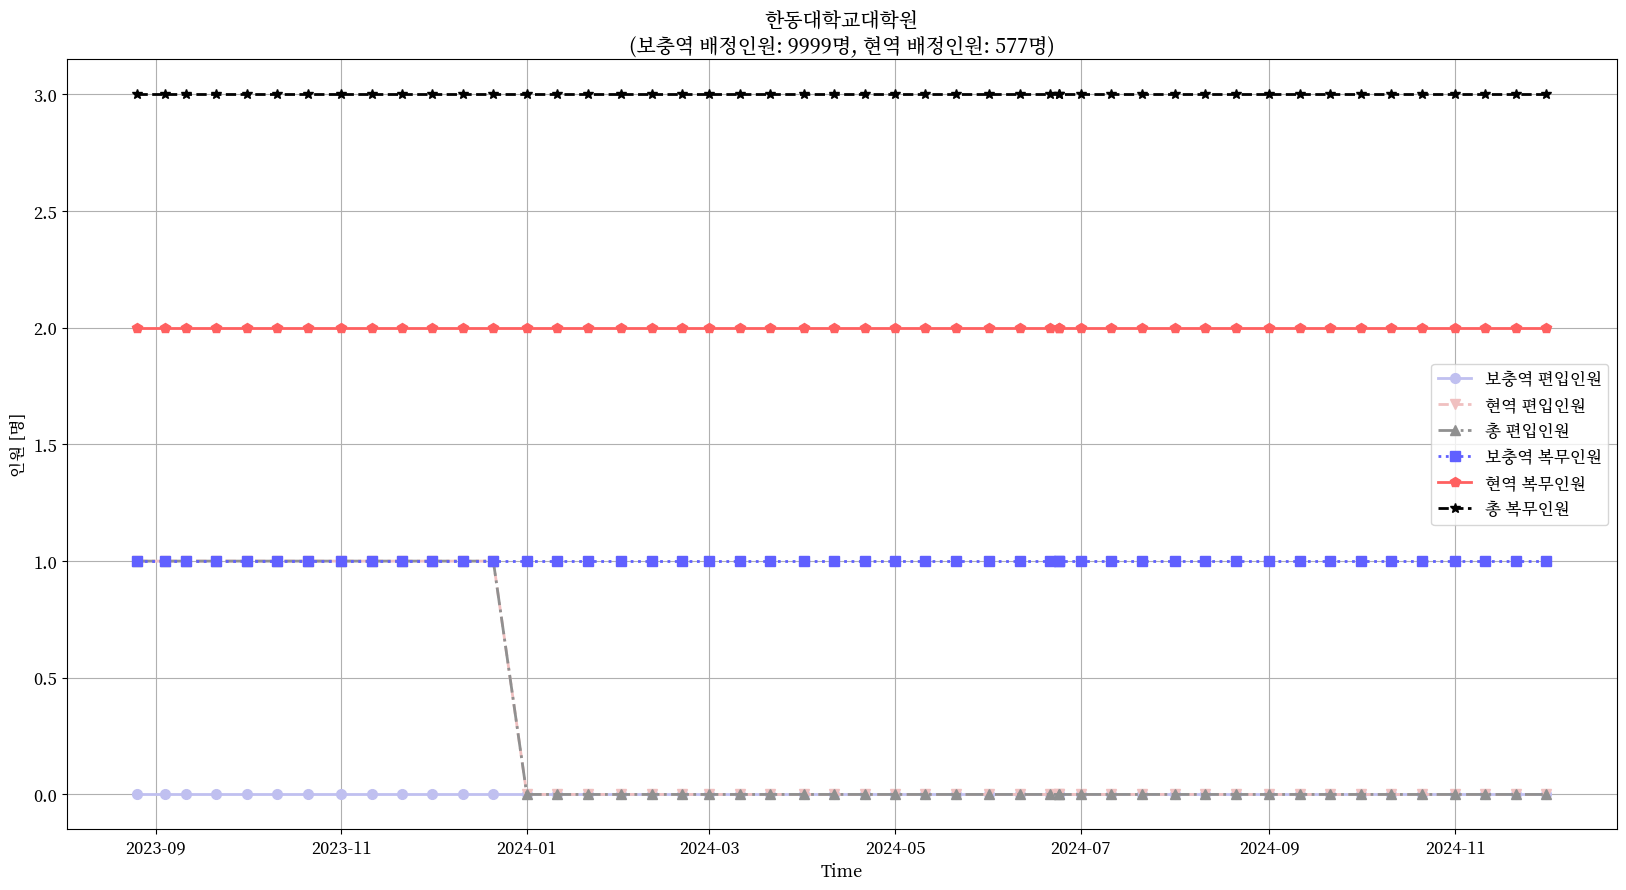 한동대학교대학원
(보충역 배정인원: 9999명, 현역 배정인원: 577명)
3.0
2.5
2.0
1.5
1.0
0.5
0.0
인원 [명]
보충역 편입인원
현역 편입인원
총 편입인원
보충역 복무인원
현역 복무인원
총 복무인원
2023-09
2023-11
2024-01
2024-03
2024-05
2024-07
2024-09
2024-11
Time